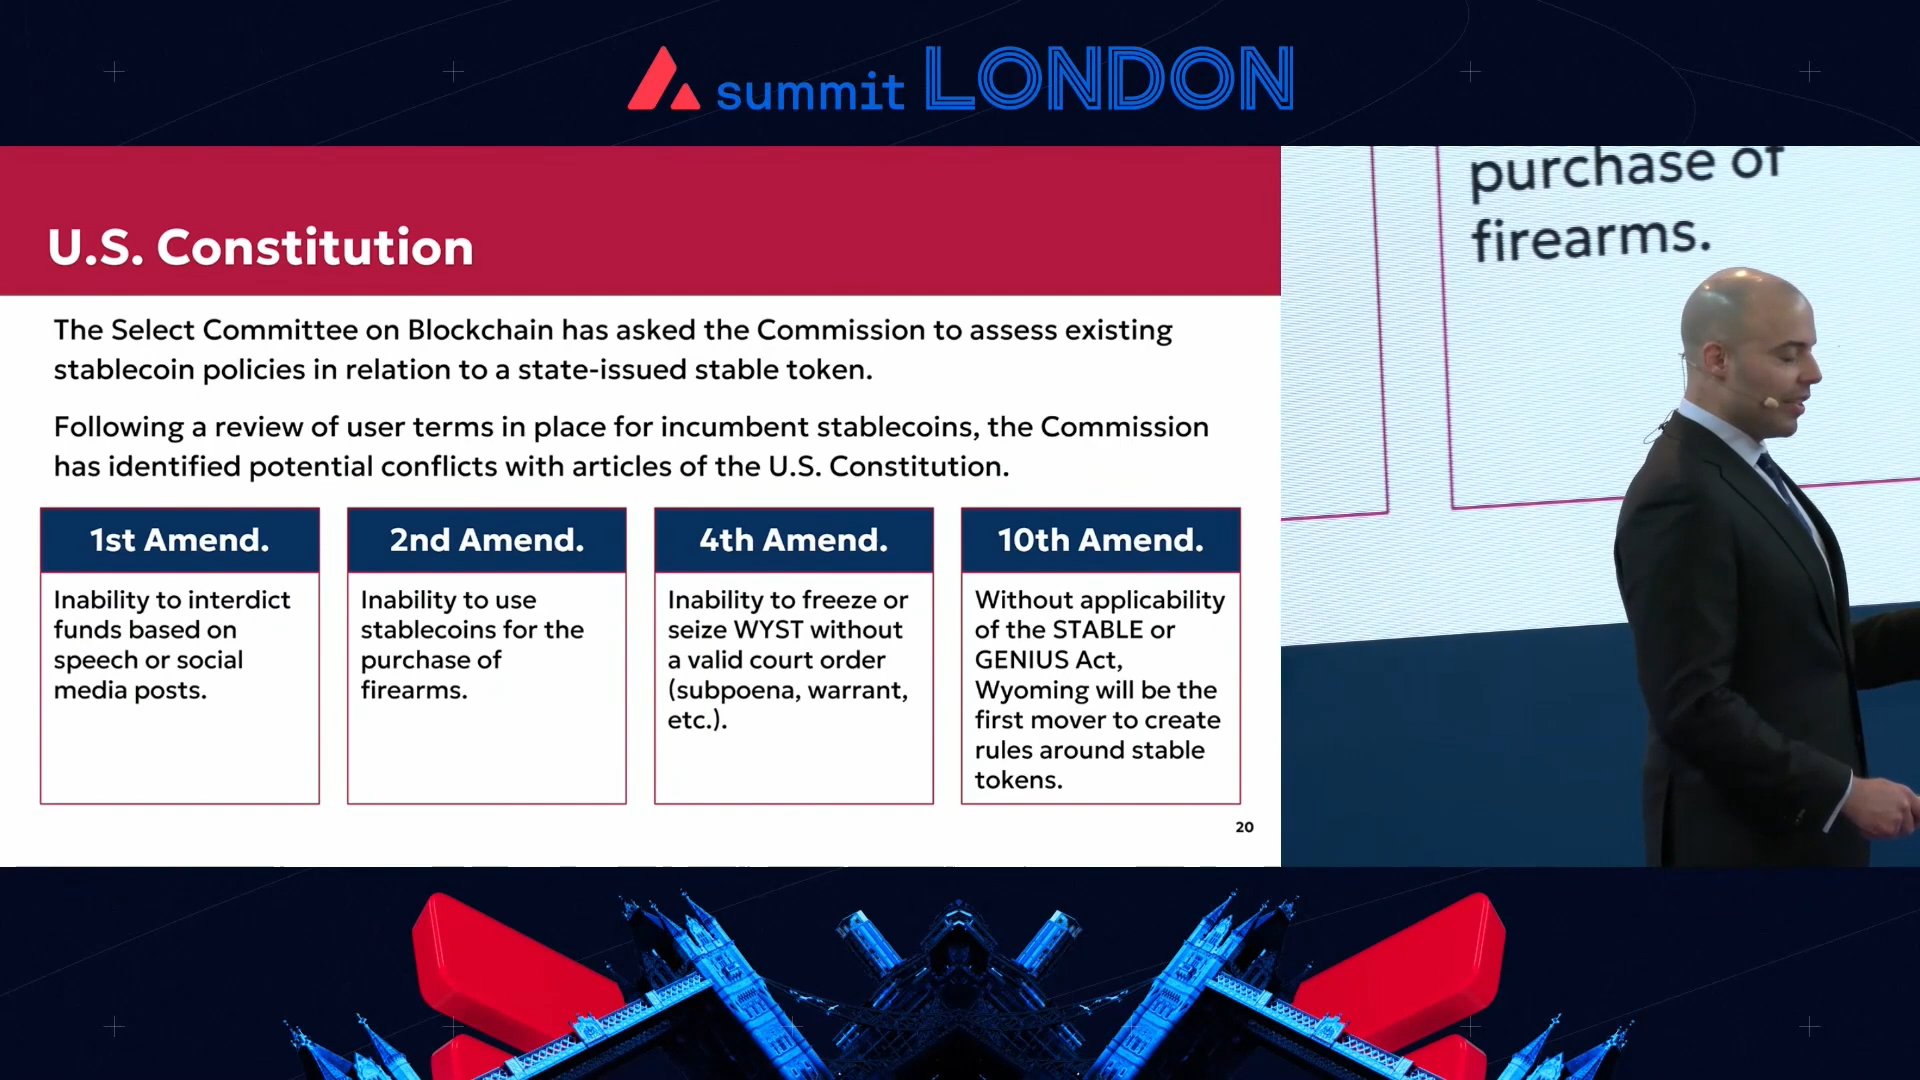 summit LONDON
U.S. Constitution
The Select Committee on Blockchain has asked the Commission to assess existing
stablecoin policies in relation to a state-issued stable token.
Following a review of user terms in place for incumbent stablecoins, the Commission
has identified potential conflicts with articles of the U.S. Constitution.
1st Amend.
Inability to interdict
funds based on
speech or social
media posts.
2nd Amend.
Inability to use
stablecoins for the
purchase of
firearms.
4th Amend.
Inability to freeze or
seize WYST without
a valid court order
(subpoena, warrant,
etc.).
10th Amend.
Without applicability
of the STABLE or
GENIUS Act,
Wyoming will be the
first mover to create
rules around stable
tokens.
20
purchase of
firearms.